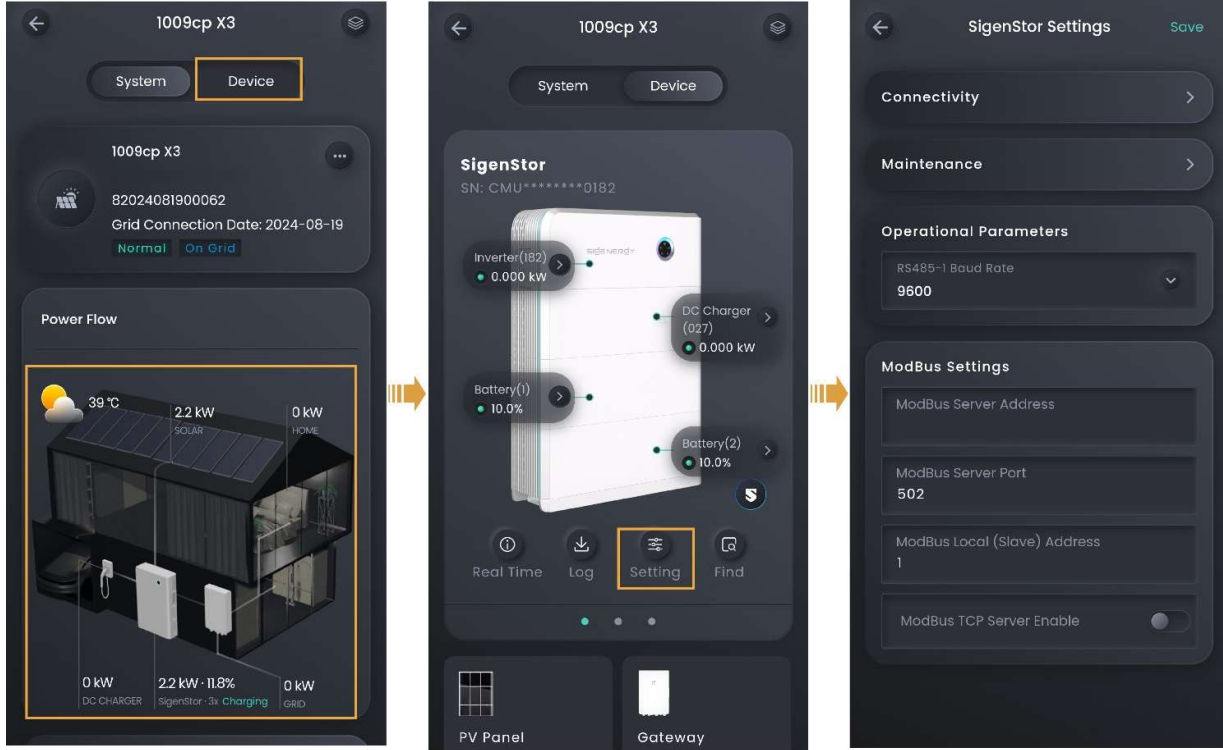 1009cp X3
System
Device
1009cp X3
82024081900062
Grid Connection Date: 2024-08-19
Normal On Grid
Power Flow
39 ℃
2.2 kW
SOLAR
0 kW
HOME
0 kW
DC CHARGER
2.2 kW · 11.8%
SigenStor · 3x Charging
0 kW
GRID
1009cp X3
System
Device
SigenStor
SN: CMU********0182
SIGENERGY
Inverter(182)
0.000 kW
DC Charger
(027)
0.000 kW
Battery(1)
10.0%
Battery(2)
10.0%
Real Time
Log
Setting
Find
PV Panel
Gateway
SigenStor Settings
Save
Connectivity
Maintenance
Operational Parameters
RS485-1 Baud Rate
9600
ModBus Settings
ModBus Server Address
ModBus Server Port
502
ModBus Local (Slave) Address
1
ModBus TCP Server Enable